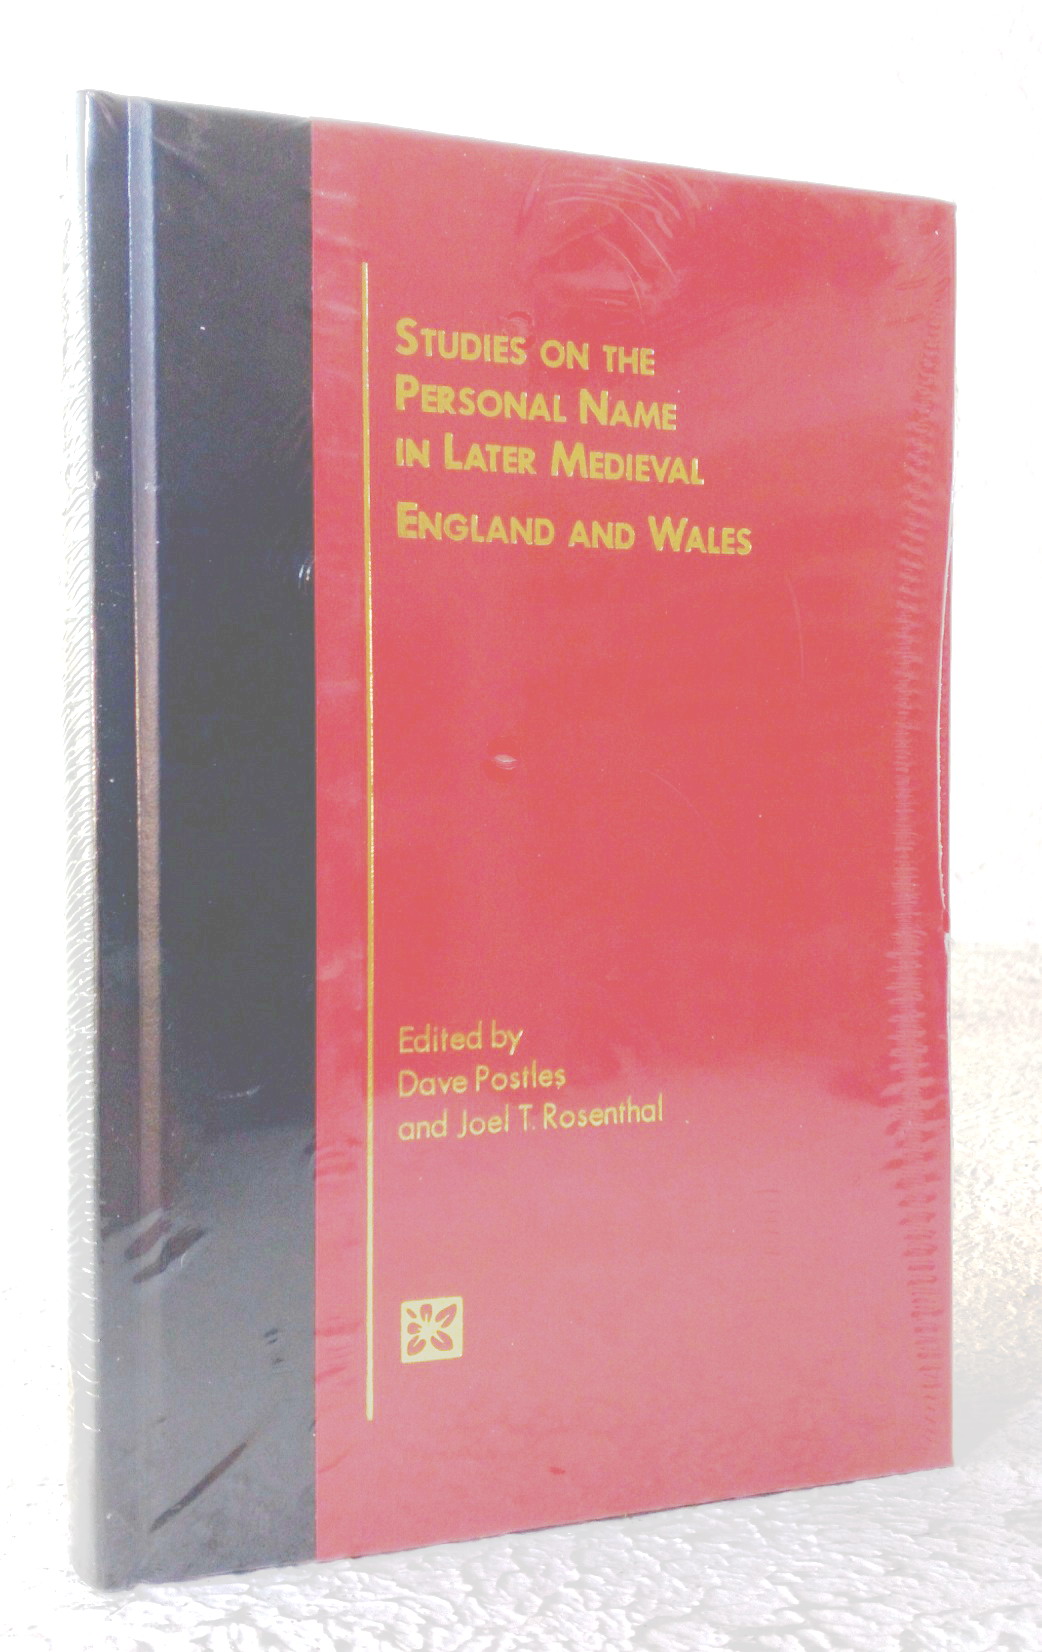 STUDIES ON THE
PERSONAL NAME
IN LATER MEDIEVAL
ENGLAND AND WALES
Edited by
Dave Postles
and Joel T. Rosenthal